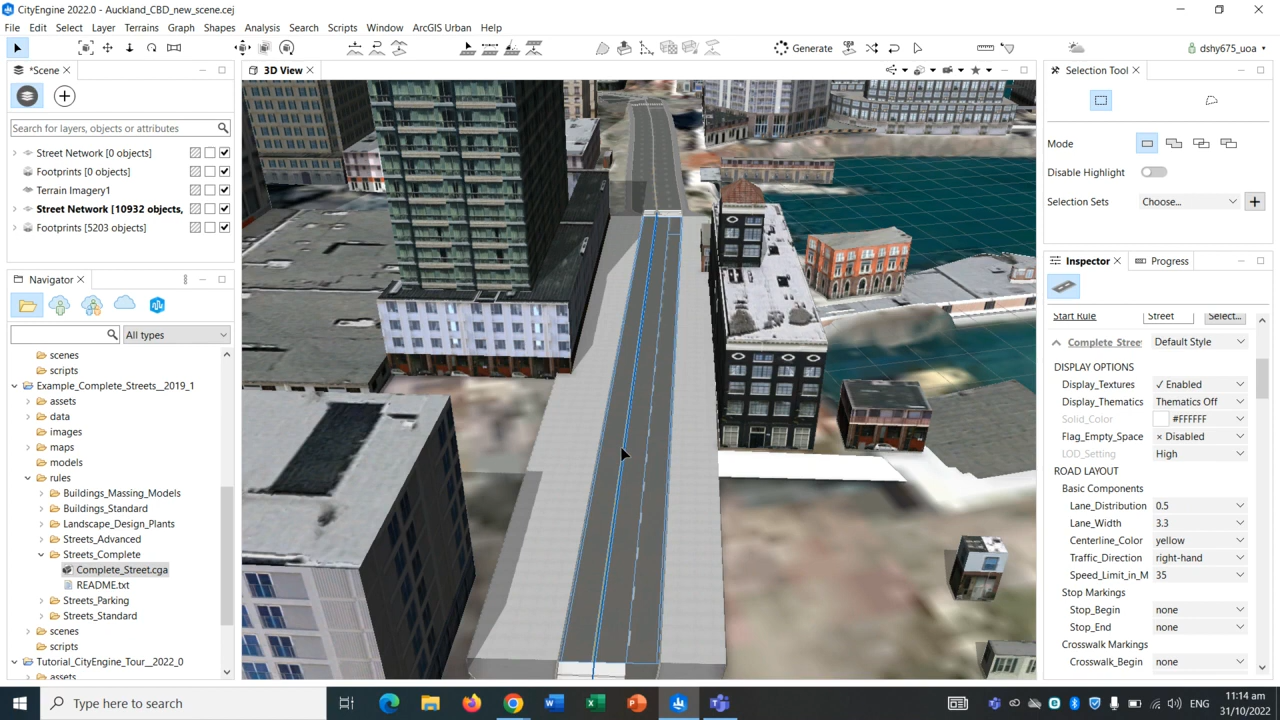 CityEngine 2022.0 - Auckland_CBD_new_scene.cej
File Edit Select Layer Terrains Graph Shapes Analysis Search Scripts Window ArcGIS Urban Help
Generate
dshy675_uoa
*Scene
3D View
Selection Tool
Search for layers, objects or attributes
Mode
Street Network [0 objects]
Footprints [0 objects]
Disable Highlight
Terrain Imagery1
Selection Sets Choose...
Street Network [10932 objects,
Footprints [5203 objects]
Navigator
Inspector Progress
All types
Start Rule Street Select...
scenes
Complete Stree Default Style
scripts
DISPLAY OPTIONS
Example_Complete_Streets__2019_1
Display_Textures ✓ Enabled
assets
Display_Thematics Thematics Off
data
Solid_Color #FFFFFF
images
Flag_Empty_Space × Disabled
maps
LOD_Setting High
models
ROAD LAYOUT
rules
Basic Components
Buildings_Massing_Models
Lane_Distribution 0.5
Buildings_Standard
Lane_Width 3.3
Landscape_Design_Plants
Centerline_Color yellow
Streets_Advanced
Traffic_Direction right-hand
Streets_Complete
Speed_Limit_in_M 35
Complete_Street.cga
Stop Markings
README.txt
Stop_Begin none
Streets_Parking
Stop_End none
Streets_Standard
Crosswalk Markings
scenes
Crosswalk_Begin none
scripts
Tutorial_CityEngine_Tour__2022_0
assets
Type here to search
ENG
11:14 am
31/10/2022